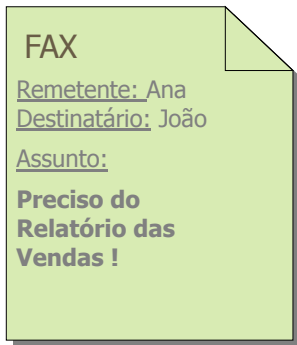 FAX
Remetente: Ana
Destinatário: João
Assunto:
Preciso do
Relatório das
Vendas !